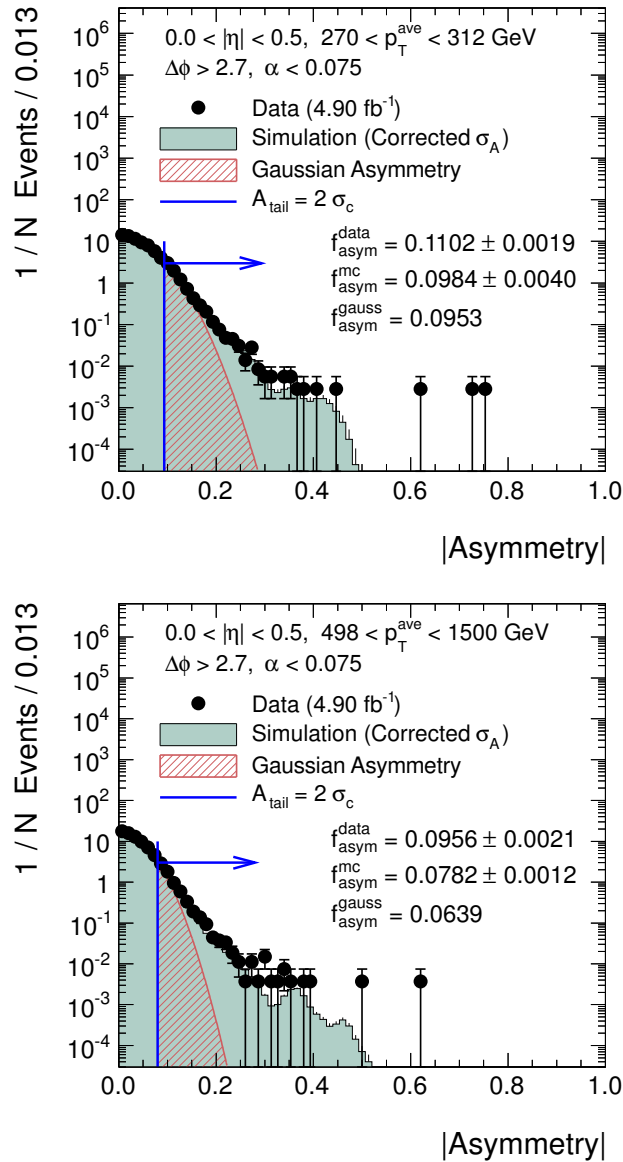 1 / N Events / 0.013
10⁶
10⁵
10⁴
10³
10²
10
1
10⁻¹
10⁻²
10⁻³
10⁻⁴
0.0 < |η| < 0.5, 270 < p_T^ave < 312 GeV
Δϕ > 2.7, α < 0.075
Data (4.90 fb⁻¹)
Simulation (Corrected σ_A)
Gaussian Asymmetry
A_tail = 2 σ_c
f_asym^data = 0.1102 ± 0.0019
f_asym^mc = 0.0984 ± 0.0040
f_asym^gauss = 0.0953
0.0 0.2 0.4 0.6 0.8 1.0
|Asymmetry|
1 / N Events / 0.013
10⁶
10⁵
10⁴
10³
10²
10
1
10⁻¹
10⁻²
10⁻³
10⁻⁴
0.0 < |η| < 0.5, 498 < p_T^ave < 1500 GeV
Δϕ > 2.7, α < 0.075
Data (4.90 fb⁻¹)
Simulation (Corrected σ_A)
Gaussian Asymmetry
A_tail = 2 σ_c
f_asym^data = 0.0956 ± 0.0021
f_asym^mc = 0.0782 ± 0.0012
f_asym^gauss = 0.0639
0.0 0.2 0.4 0.6 0.8 1.0
|Asymmetry|